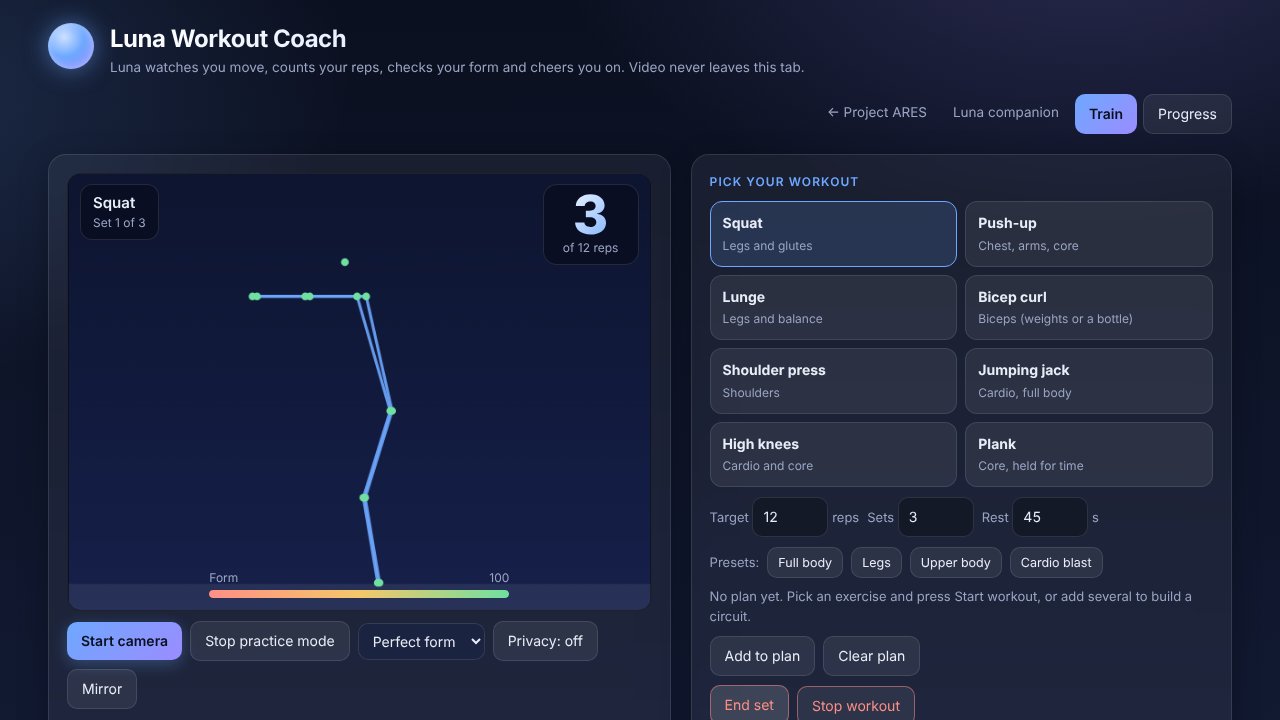 Luna Workout Coach
Luna watches you move, counts your reps, checks your form and cheers you on. Video never leaves this tab.
← Project ARES
Luna companion
Train
Progress
Squat
Set 1 of 3
3
of 12 reps
Form
100
Start camera
Stop practice mode
Perfect form
Privacy: off
Mirror
PICK YOUR WORKOUT
Squat
Legs and glutes
Push-up
Chest, arms, core
Lunge
Legs and balance
Bicep curl
Biceps (weights or a bottle)
Shoulder press
Shoulders
Jumping jack
Cardio, full body
High knees
Cardio and core
Plank
Core, held for time
Target 12 reps Sets 3 Rest 45 s
Presets: Full body Legs Upper body Cardio blast
No plan yet. Pick an exercise and press Start workout, or add several to build a
circuit.
Add to plan
Clear plan
End set
Stop workout